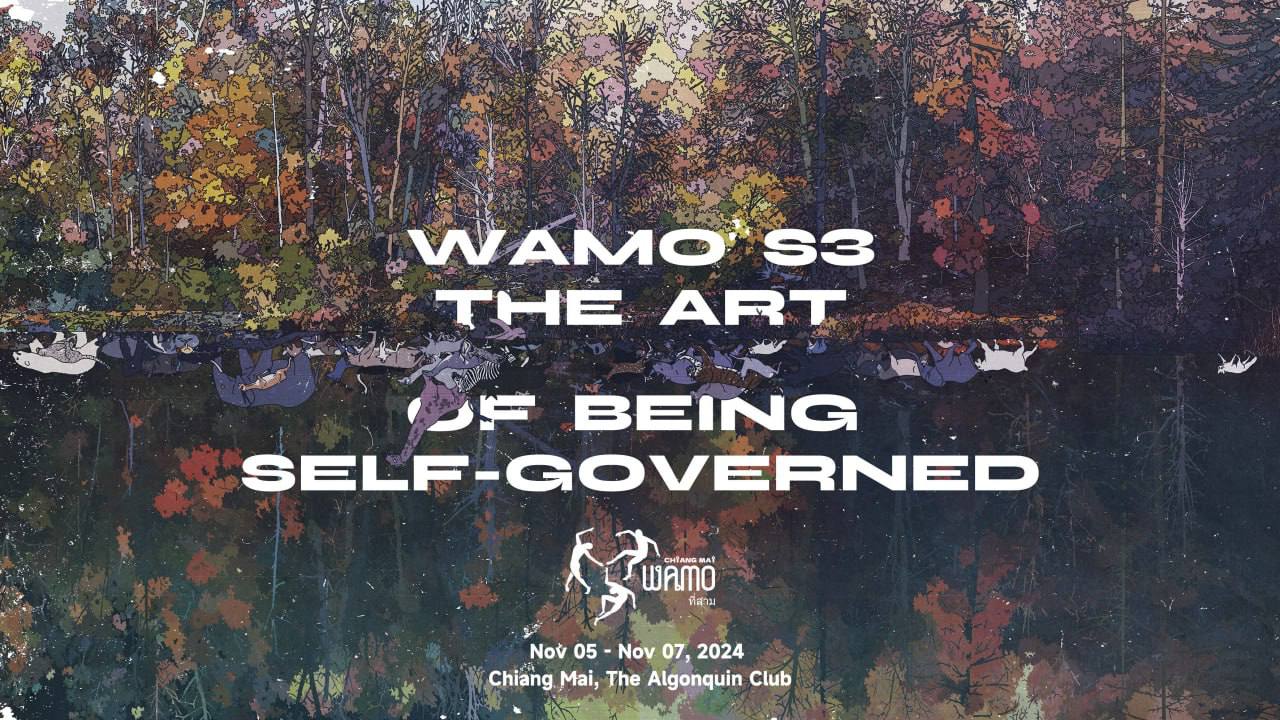 WAMO S3
THE ART
OF BEING
SELF-GOVERNED
CHIANG MAI
WAMO
ที่สาม
Nov 05 - Nov 07, 2024
Chiang Mai, The Algonquin Club